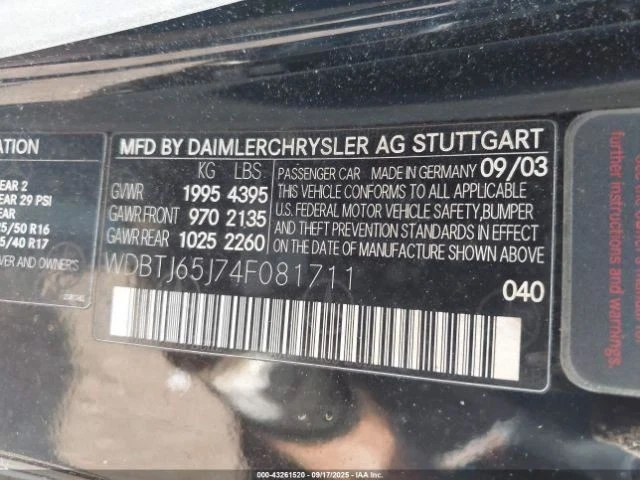 ATION
EAR 2
EAR 29 PSI
EAR
25/50 R16
5/40 R17
ER AND OWNER'S
MFD BY DAIMLERCHRYSLER AG STUTTGART
KG LBS
GVWR 1995 4395
GAWR FRONT 970 2135
GAWR REAR 1025 2260
PASSENGER CAR MADE IN GERMANY 09/03
THIS VEHICLE CONFORMS TO ALL APPLICABLE
U.S. FEDERAL MOTOR VEHICLE SAFETY, BUMPER
AND THEFT PREVENTION STANDARDS IN EFFECT
ON THE DATE OF MANUFACTURE SHOWN ABOVE
WDBTJ65J74F081711
040
further instructions
and warnings.
000-43261520 - 09/17/2025 - IAA Inc.